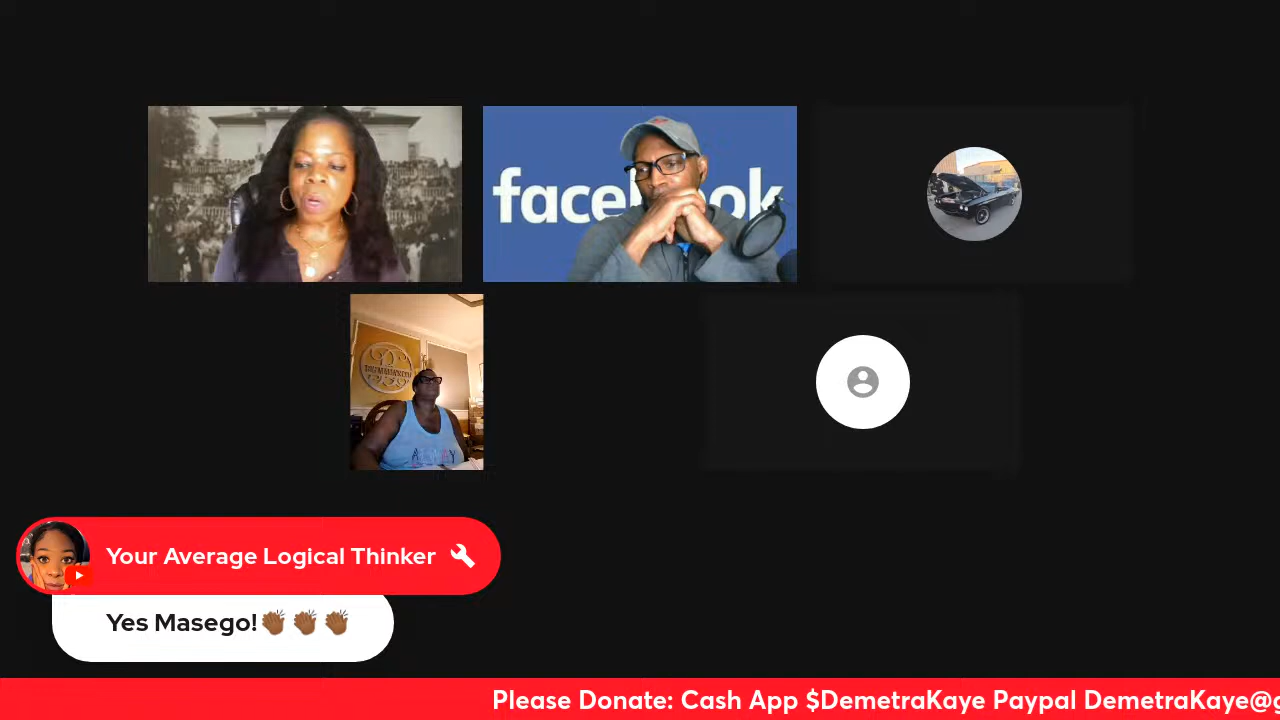 facebook
Your Average Logical Thinker
Yes Masego!👏🏾👏🏾👏🏾
Please Donate: Cash App $DemetraKaye Paypal DemetraKaye@g